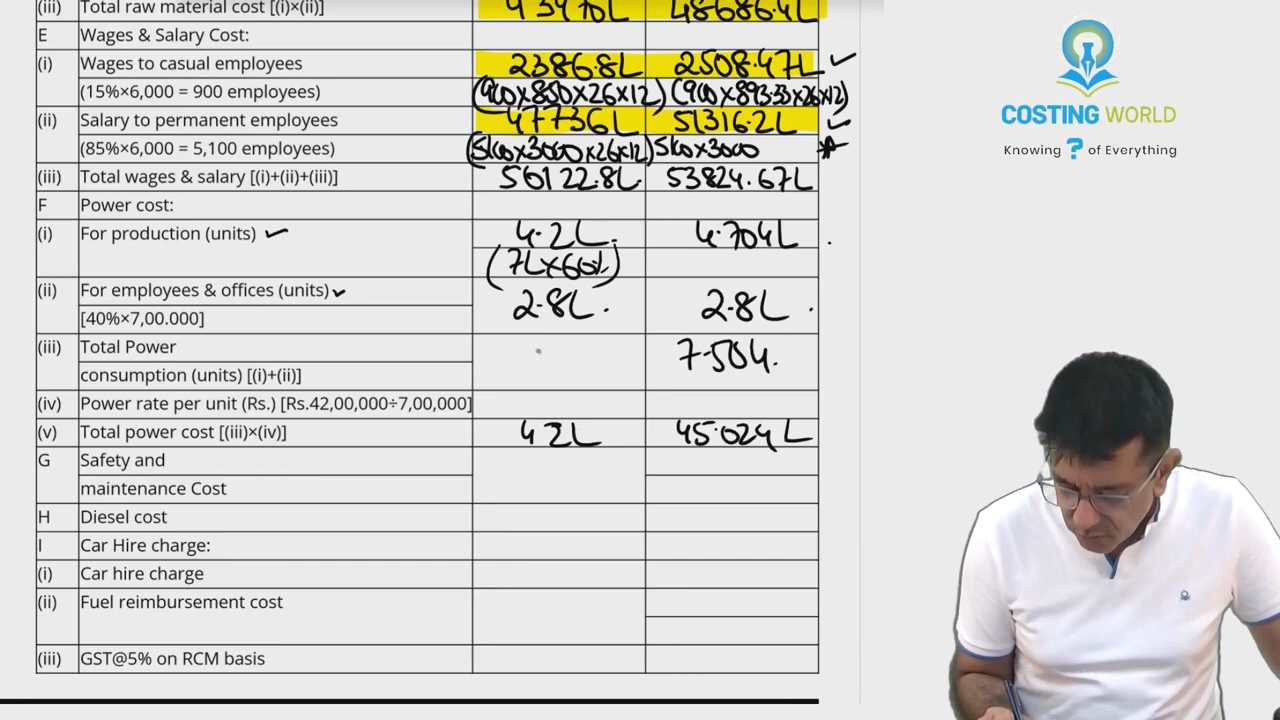 (iii) Total raw material cost [(i)×(ii)] 43970L 48686.4L
E Wages & Salary Cost:
(i) Wages to casual employees 2386.8L 2508.47L
(15%×6,000 = 900 employees) (900×850×26×12) (900×893.33×26×12)
(ii) Salary to permanent employees 47736L 51316.2L
(85%×6,000 = 5,100 employees) (5100×3000×26×12) 5100×3000
(iii) Total wages & salary [(i)+(ii)+(iii)] 50122.8L 53824.67L
F Power cost:
(i) For production (units) 4.2L 4.704L
(7L×60%)
(ii) For employees & offices (units) 2.8L 2.8L
[40%×7,00.000]
(iii) Total Power 7.504
consumption (units) [(i)+(ii)]
(iv) Power rate per unit (Rs.) [Rs.42,00,000÷7,00,000]
(v) Total power cost [(iii)×(iv)] 42L 45.024L
G Safety and
maintenance Cost
H Diesel cost
I Car Hire charge:
(i) Car hire charge
(ii) Fuel reimbursement cost
(iii) GST@5% on RCM basis
COSTING WORLD
Knowing ? of Everything